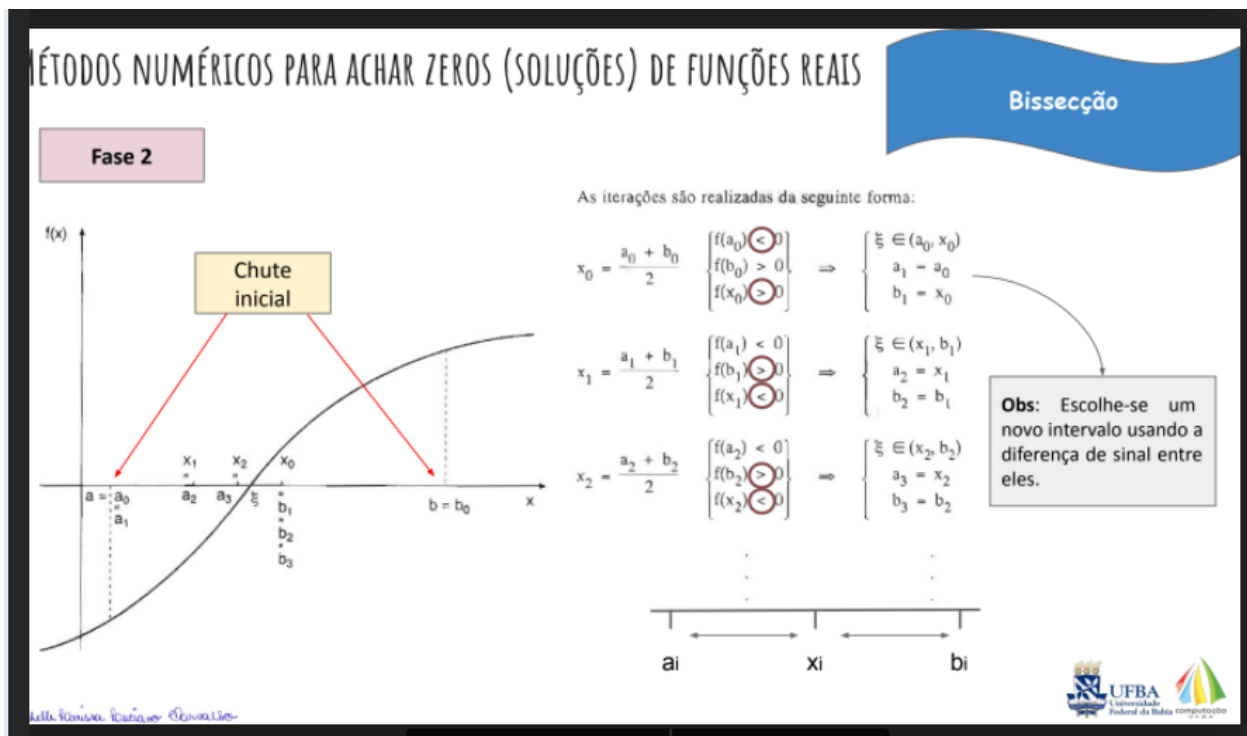 MÉTODOS NUMÉRICOS PARA ACHAR ZEROS (SOLUÇÕES) DE FUNÇÕES REAIS
Bissecção
Fase 2
As iterações são realizadas da seguinte forma:
f(x)
Chute
inicial
x₁ x₂ x₀
a = a₀ a₂ a₃ ξ b = b₀ x
a₁ b₁
b₂
b₃
x₀ = (a₀ + b₀)/2 {f(a₀) < 0 ⇒ { ξ ∈ (a₀, x₀)
f(b₀) > 0 a₁ = a₀
f(x₀) > 0 b₁ = x₀
x₁ = (a₁ + b₁)/2 {f(a₁) < 0 ⇒ { ξ ∈ (x₁, b₁)
f(b₁) > 0 a₂ = x₁
f(x₁) < 0 b₂ = b₁
x₂ = (a₂ + b₂)/2 {f(a₂) < 0 ⇒ { ξ ∈ (x₂, b₂)
f(b₂) > 0 a₃ = x₂
f(x₂) < 0 b₃ = b₂
Obs: Escolhe-se um
novo intervalo usando a
diferença de sinal entre
eles.
ai xi bi
UFBA
Universidade
Federal da Bahia
computação
UFBA